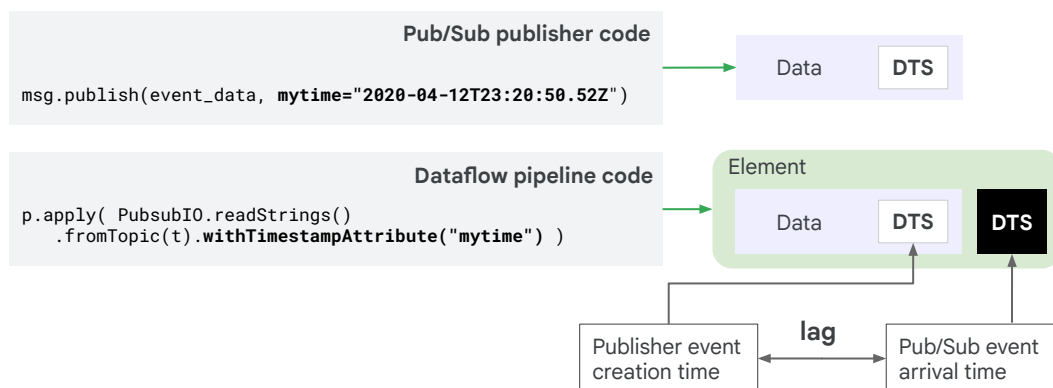 Pub/Sub publisher code
msg.publish(event_data, mytime="2020-04-12T23:20:50.52Z")
Data
DTS
Dataflow pipeline code
p.apply( PubsubIO.readStrings()
.fromTopic(t).withTimestampAttribute("mytime") )
Element
Data
DTS
DTS
Publisher event
creation time
lag
Pub/Sub event
arrival time